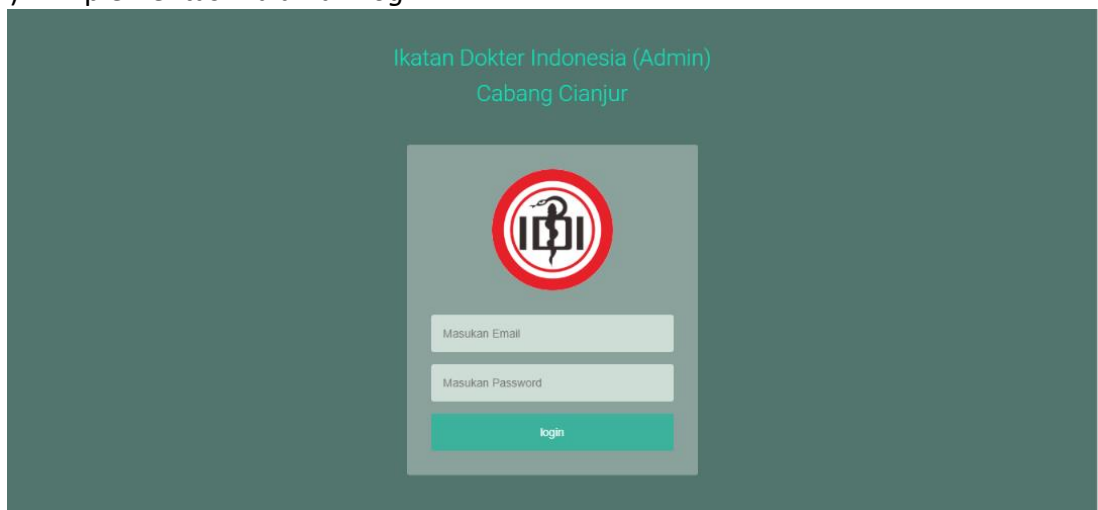 Ikatan Dokter Indonesia (Admin)
Cabang Cianjur
IDI
Masukan Email
Masukan Password
login